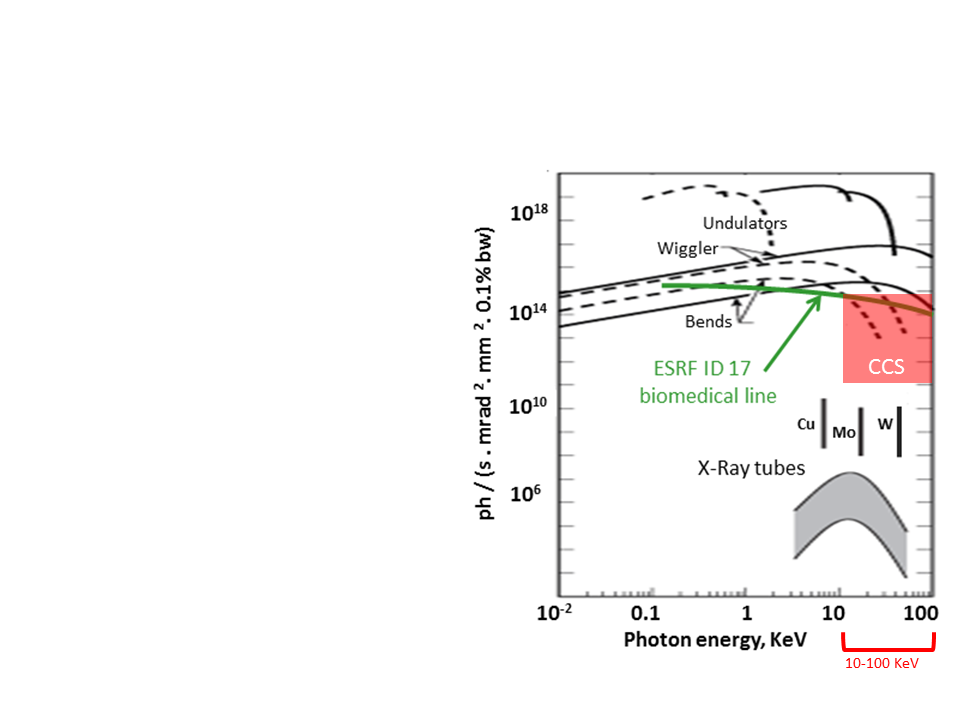 10¹⁸
10¹⁴
10¹⁰
10⁶
ph / (s . mrad ². mm ². 0.1% bw)
Undulators
Wiggler
Bends
CCS
ESRF ID 17
biomedical line
Cu
Mo
W
X-Ray tubes
10⁻²
0.1
1
10
100
Photon energy, KeV
10-100 KeV